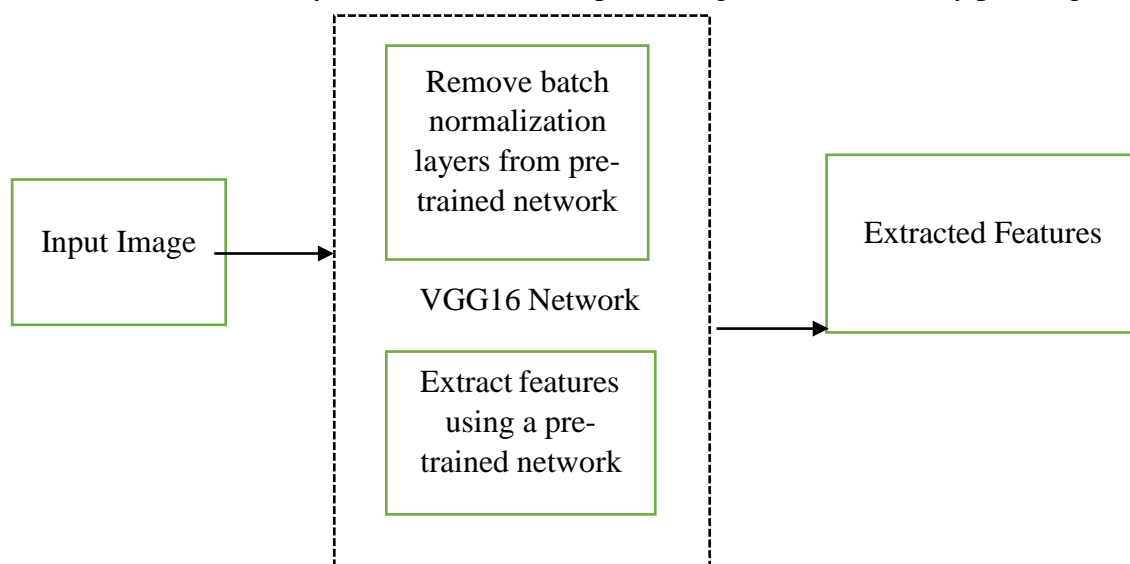 Remove batch
normalization
layers from pre-
trained network
Input Image
Extracted Features
VGG16 Network
Extract features
using a pre-
trained network